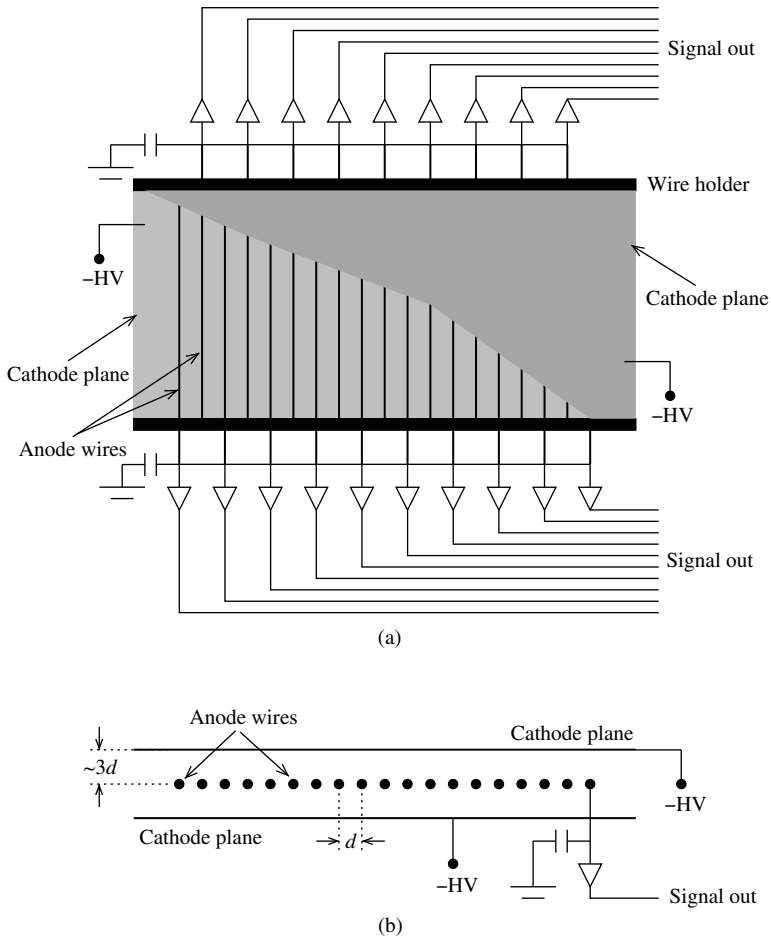 Signal out
Wire holder
−HV
Cathode plane
Cathode plane
−HV
Anode wires
Signal out
(a)
Anode wires
Cathode plane
~3d
−HV
Cathode plane
d
−HV
Signal out
(b)